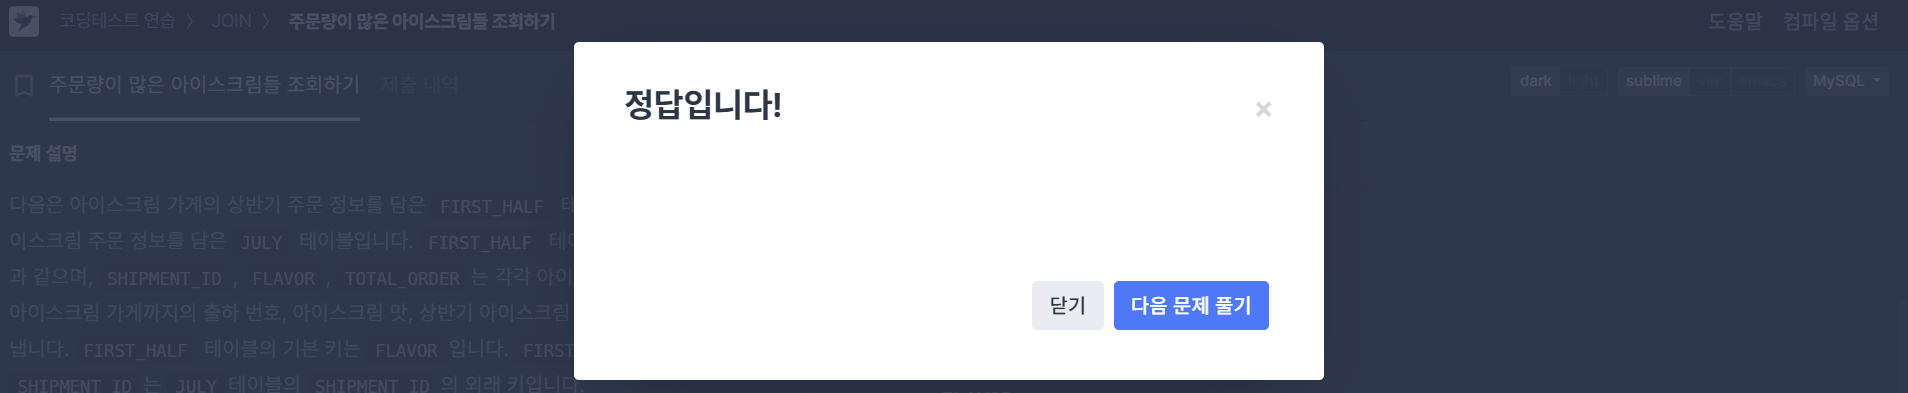 코딩테스트 연습 〉 JOIN 〉 주문량이 많은 아이스크림들 조회하기
도움말 컴파일 옵션
주문량이 많은 아이스크림들 조회하기 제출 내역
dark light sublime vim emacs MySQL
문제 설명
정답입니다!
×
다음은 아이스크림 가게의 상반기 주문 정보를 담은 FIRST_HALF 테
이스크림 주문 정보를 담은 JULY 테이블입니다. FIRST_HALF 테이
과 같으며, SHIPMENT_ID , FLAVOR , TOTAL_ORDER 는 각각 아이
아이스크림 가게까지의 출하 번호, 아이스크림 맛, 상반기 아이스크림
냅니다. FIRST_HALF 테이블의 기본 키는 FLAVOR 입니다. FIRST
SHIPMENT_ID 는 JULY 테이블의 SHIPMENT_ID 의 외래 키입니다.
닫기 다음 문제 풀기